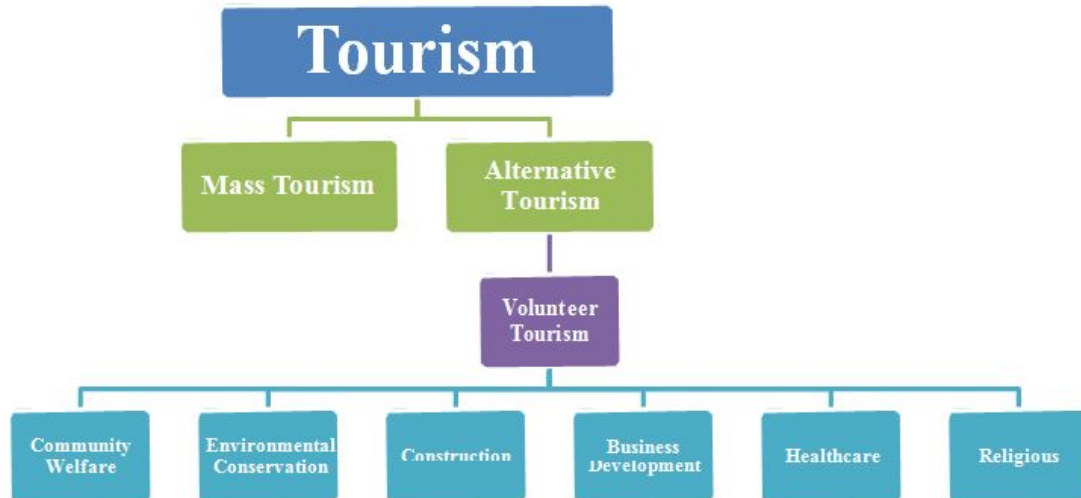 Tourism
Mass Tourism
Alternative
Tourism
Volunteer
Tourism
Community
Welfare
Environmental
Conservation
Construction
Business
Development
Healthcare
Religious